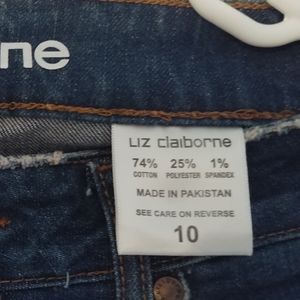 ne
LIZ claiborne
74% 25% 1%
COTTON POLYESTER SPANDEX
MADE IN PAKISTAN
SEE CARE ON REVERSE
10